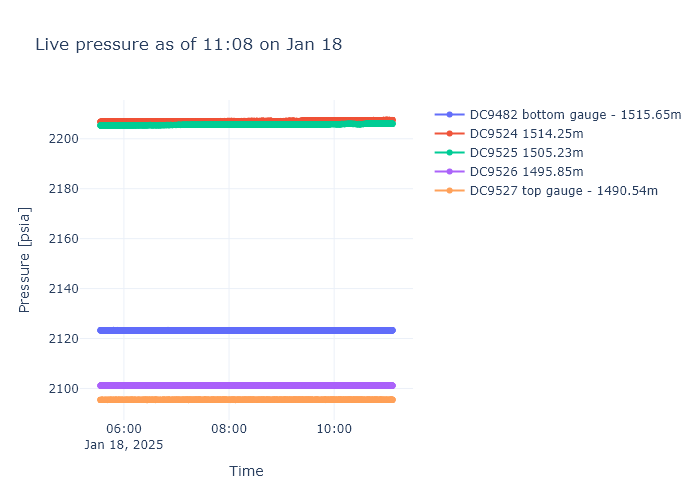 Live pressure as of 11:08 on Jan 18
DC9482 bottom gauge - 1515.65m
DC9524 1514.25m
DC9525 1505.23m
DC9526 1495.85m
DC9527 top gauge - 1490.54m
Pressure [psia]
2200
2180
2160
2140
2120
2100
06:00 08:00 10:00
Jan 18, 2025
Time